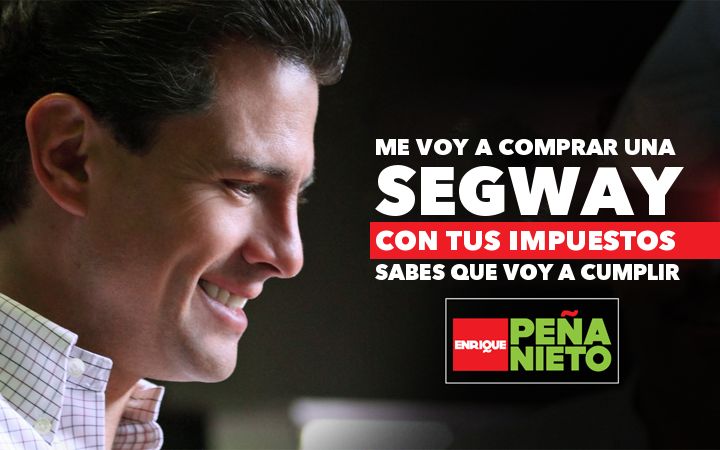 ME VOY A COMPRAR UNA
SEGWAY
CON TUS IMPUESTOS
SABES QUE VOY A CUMPLIR
ENRIQUE
PEÑA
NIETO